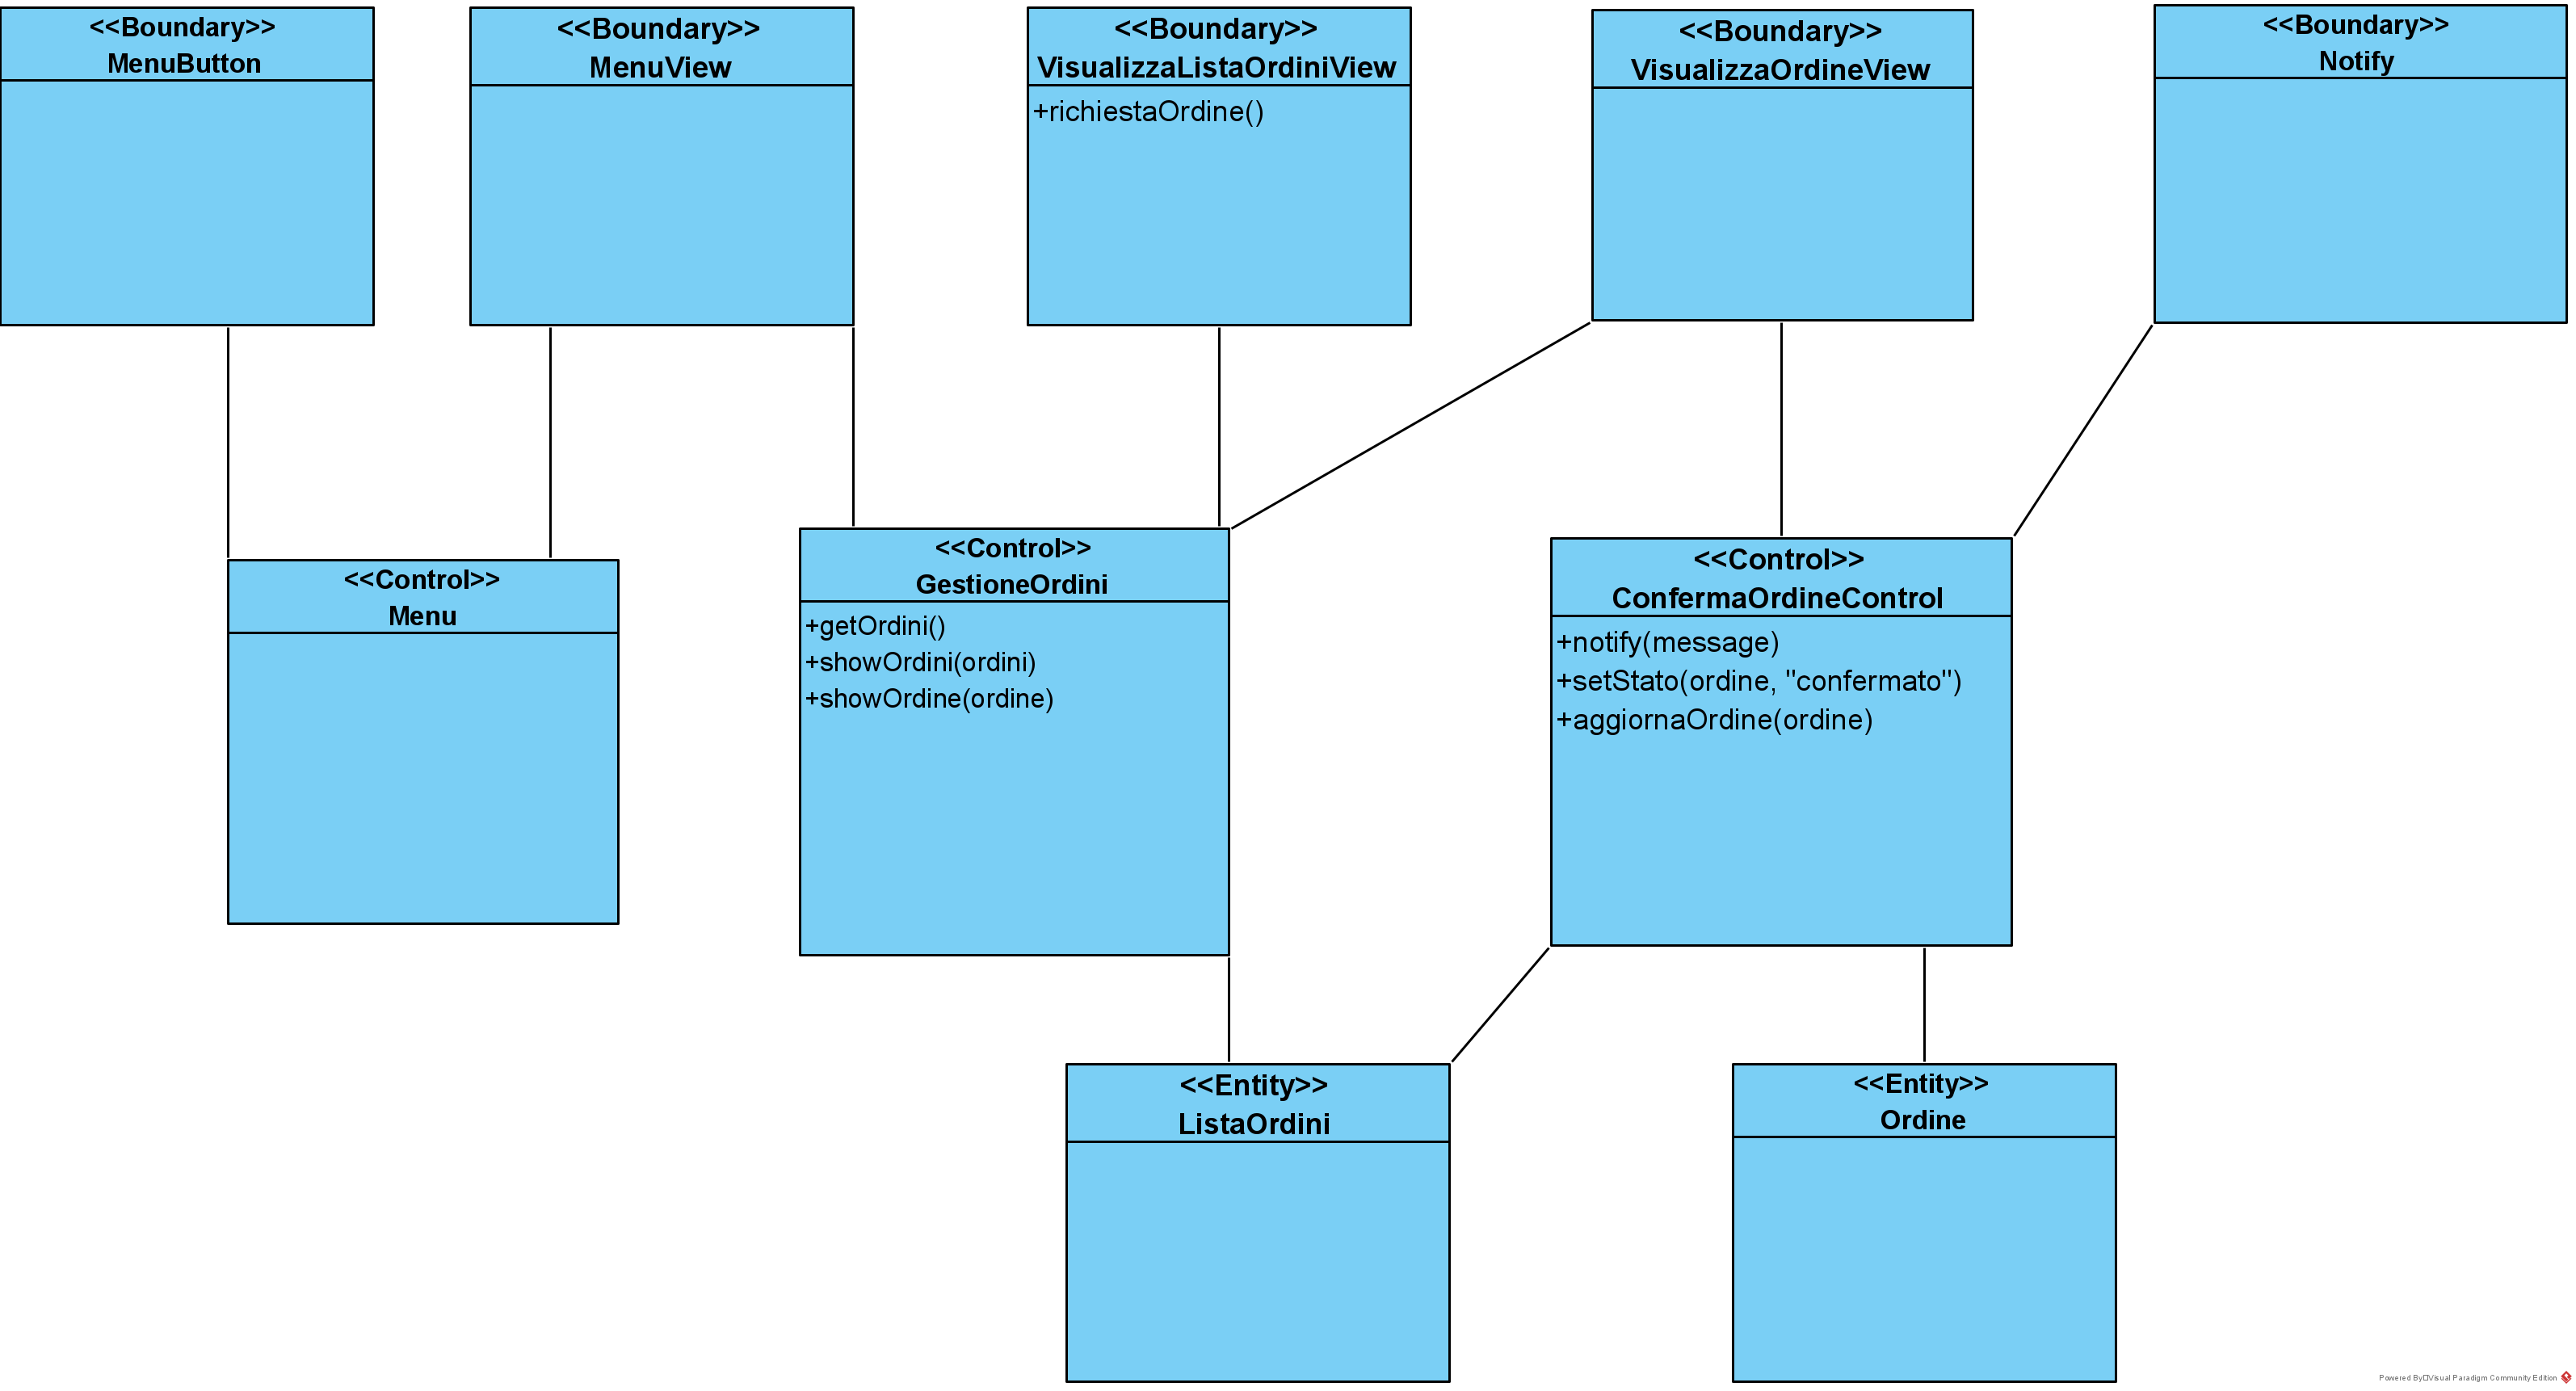 <<Boundary>>
MenuButton
<<Boundary>>
MenuView
<<Boundary>>
VisualizzaListaOrdiniView
+richiestaOrdine()
<<Boundary>>
VisualizzaOrdineView
<<Boundary>>
Notify
<<Control>>
Menu
<<Control>>
GestioneOrdini
+getOrdini()
+showOrdini(ordini)
+showOrdine(ordine)
<<Control>>
ConfermaOrdineControl
+notify(message)
+setStato(ordine, "confermato")
+aggiornaOrdine(ordine)
<<Entity>>
ListaOrdini
<<Entity>>
Ordine
Powered By□Visual Paradigm Community Edition